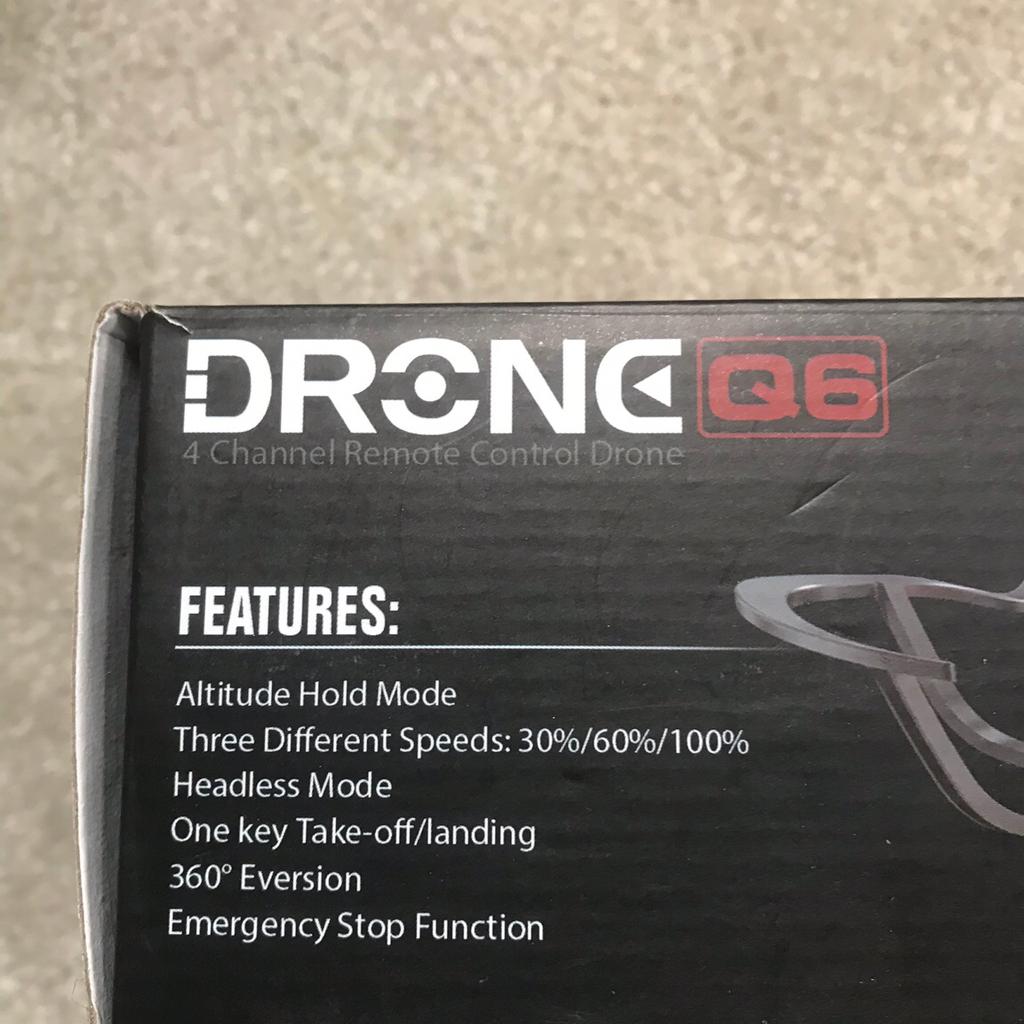 DRONE Q6
4 Channel Remote Control Drone
FEATURES:
Altitude Hold Mode
Three Different Speeds: 30%/60%/100%
Headless Mode
One key Take-off/landing
360° Eversion
Emergency Stop Function